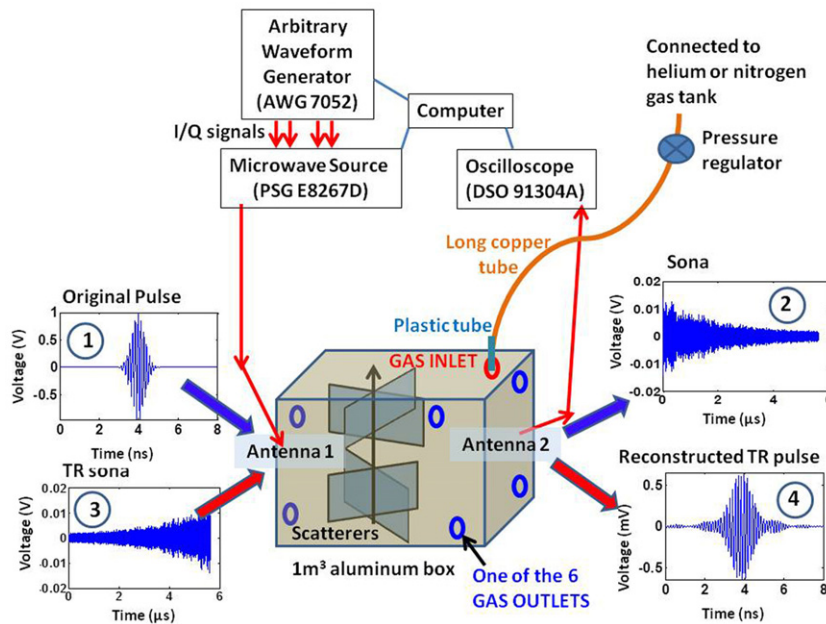 Arbitrary
Waveform
Generator
(AWG 7052)
Computer
I/Q signals
Microwave Source
(PSG E8267D)
Oscilloscope
(DSO 91304A)
Connected to
helium or nitrogen
gas tank
Pressure
regulator
Long copper
tube
Plastic tube
GAS INLET
Original Pulse
1
Voltage (V)
1
0.5
0
-0.5
0 2 4 6 8
Time (ns)
Sona
2
Voltage (V)
0.02
0.01
0
-0.01
-0.02
0 2 4 6
Time (μs)
Antenna 1
Antenna 2
TR sona
3
Voltage (V)
0.02
0.01
0
-0.01
-0.02
0 2 4 6
Time (μs)
Reconstructed TR pulse
4
Voltage (mV)
0.5
0
-0.5
0 2 4 6 8
Time (ns)
Scatterers
1m³ aluminum box
One of the 6
GAS OUTLETS